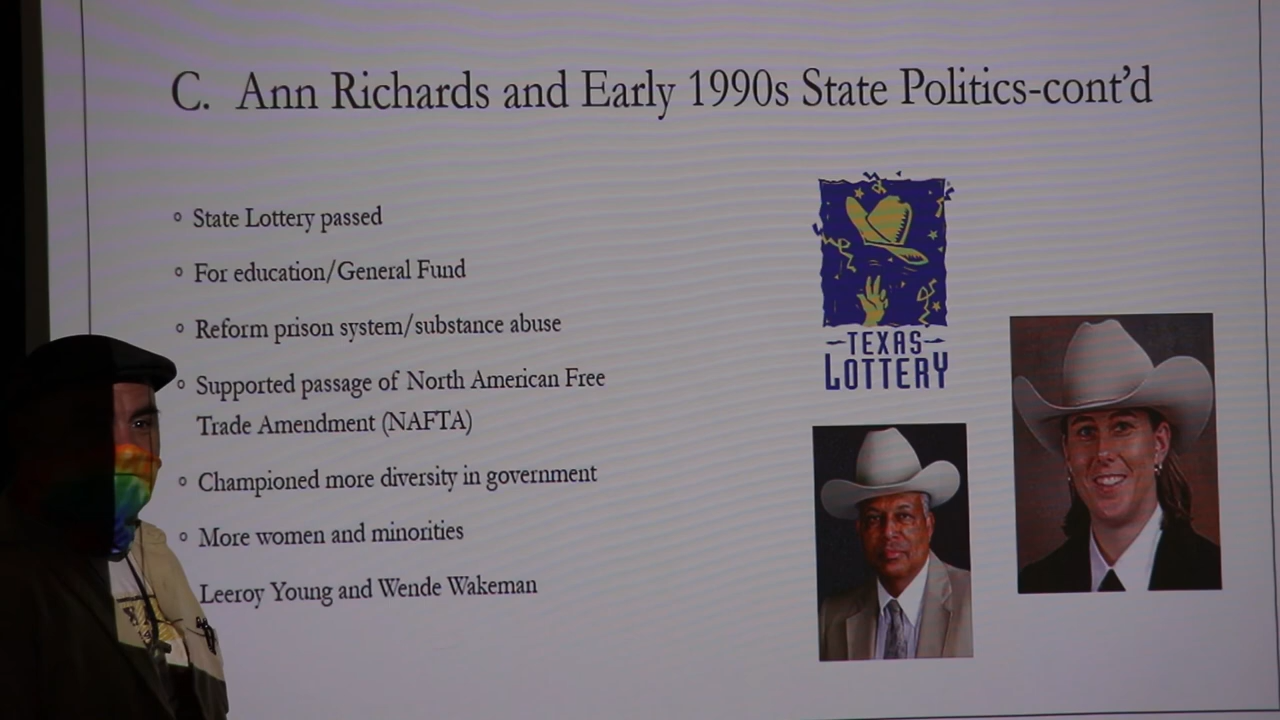 C. Ann Richards and Early 1990s State Politics-cont'd
State Lottery passed
For education/General Fund
Reform prison system/substance abuse
Supported passage of North American Free
Trade Amendment (NAFTA)
Championed more diversity in government
More women and minorities
Leeroy Young and Wende Wakeman
TEXAS
LOTTERY